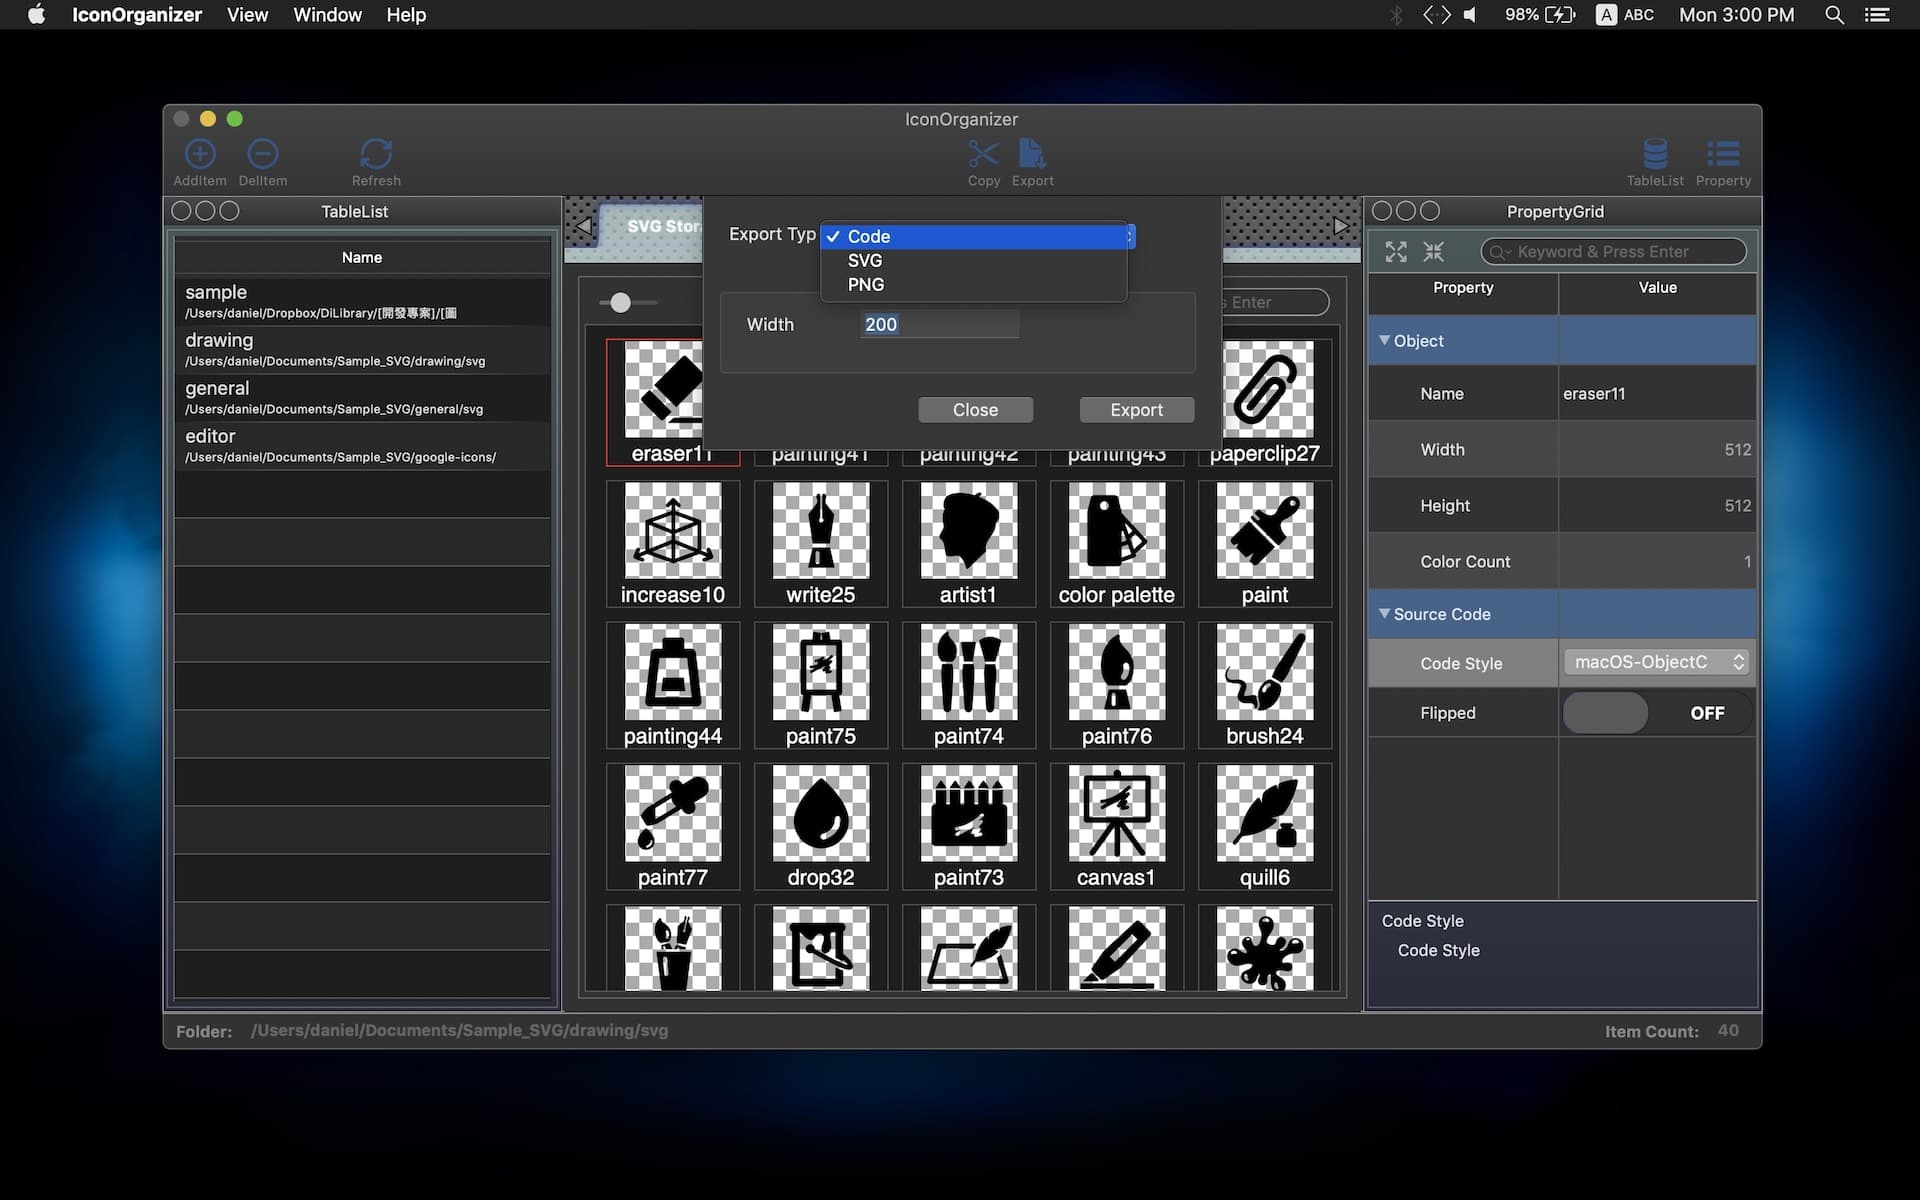 IconOrganizer View Window Help
98% A ABC Mon 3:00 PM
IconOrganizer
AddItem DelItem Refresh Copy Export TableList Property
TableList
Name
sample
/Users/daniel/Dropbox/DiLibrary/[開發專案]/[圖
drawing
/Users/daniel/Documents/Sample_SVG/drawing/svg
general
/Users/daniel/Documents/Sample_SVG/general/svg
editor
/Users/daniel/Documents/Sample_SVG/google-icons/
SVG Stor
Export Typ
Code
SVG
PNG
Width 200
Close Export
Enter
eraser11 painting41 painting42 painting43 paperclip27
increase10 write25 artist1 color palette paint
painting44 paint75 paint74 paint76 brush24
paint77 drop32 paint73 canvas1 quill6
PropertyGrid
Keyword & Press Enter
Property Value
Object
Name eraser11
Width 512
Height 512
Color Count 1
Source Code
Code Style macOS-ObjectC
Flipped OFF
Code Style
Code Style
Folder: /Users/daniel/Documents/Sample_SVG/drawing/svg
Item Count: 40